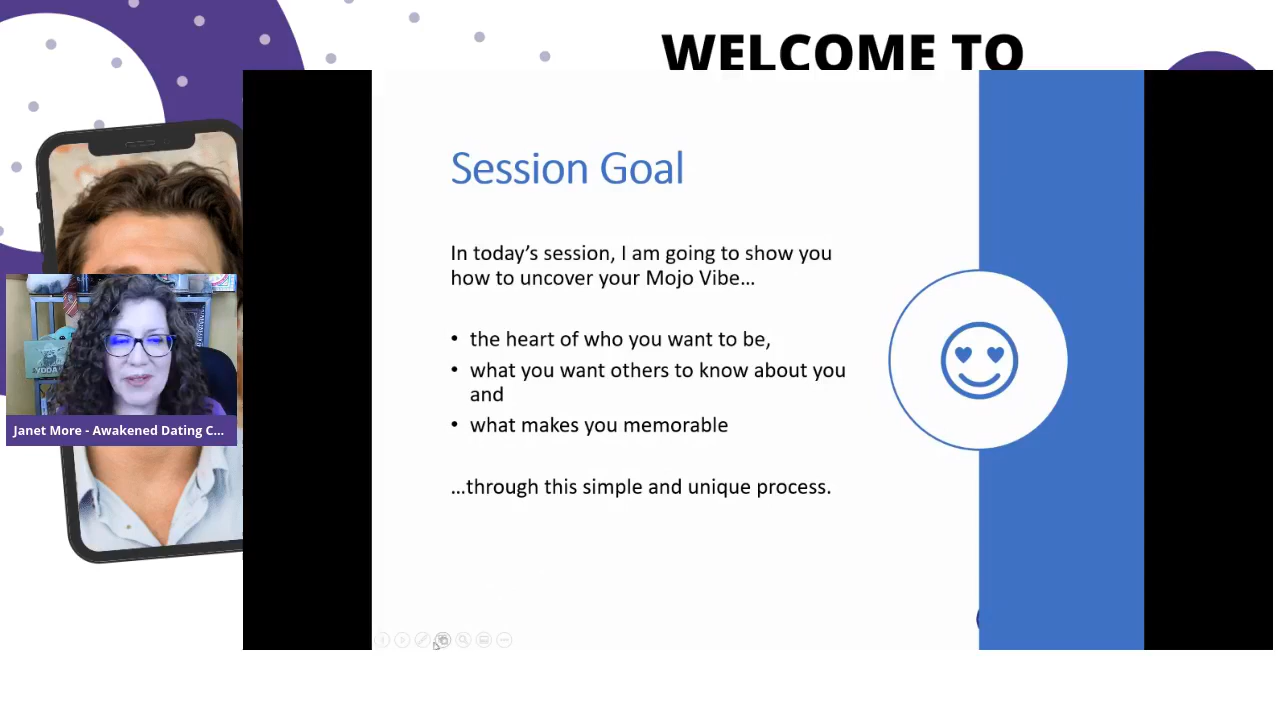 WELCOME TO
Session Goal
In today's session, I am going to show you
how to uncover your Mojo Vibe...
• the heart of who you want to be,
• what you want others to know about you
and
• what makes you memorable
...through this simple and unique process.
YODA
Janet More - Awakened Dating C...